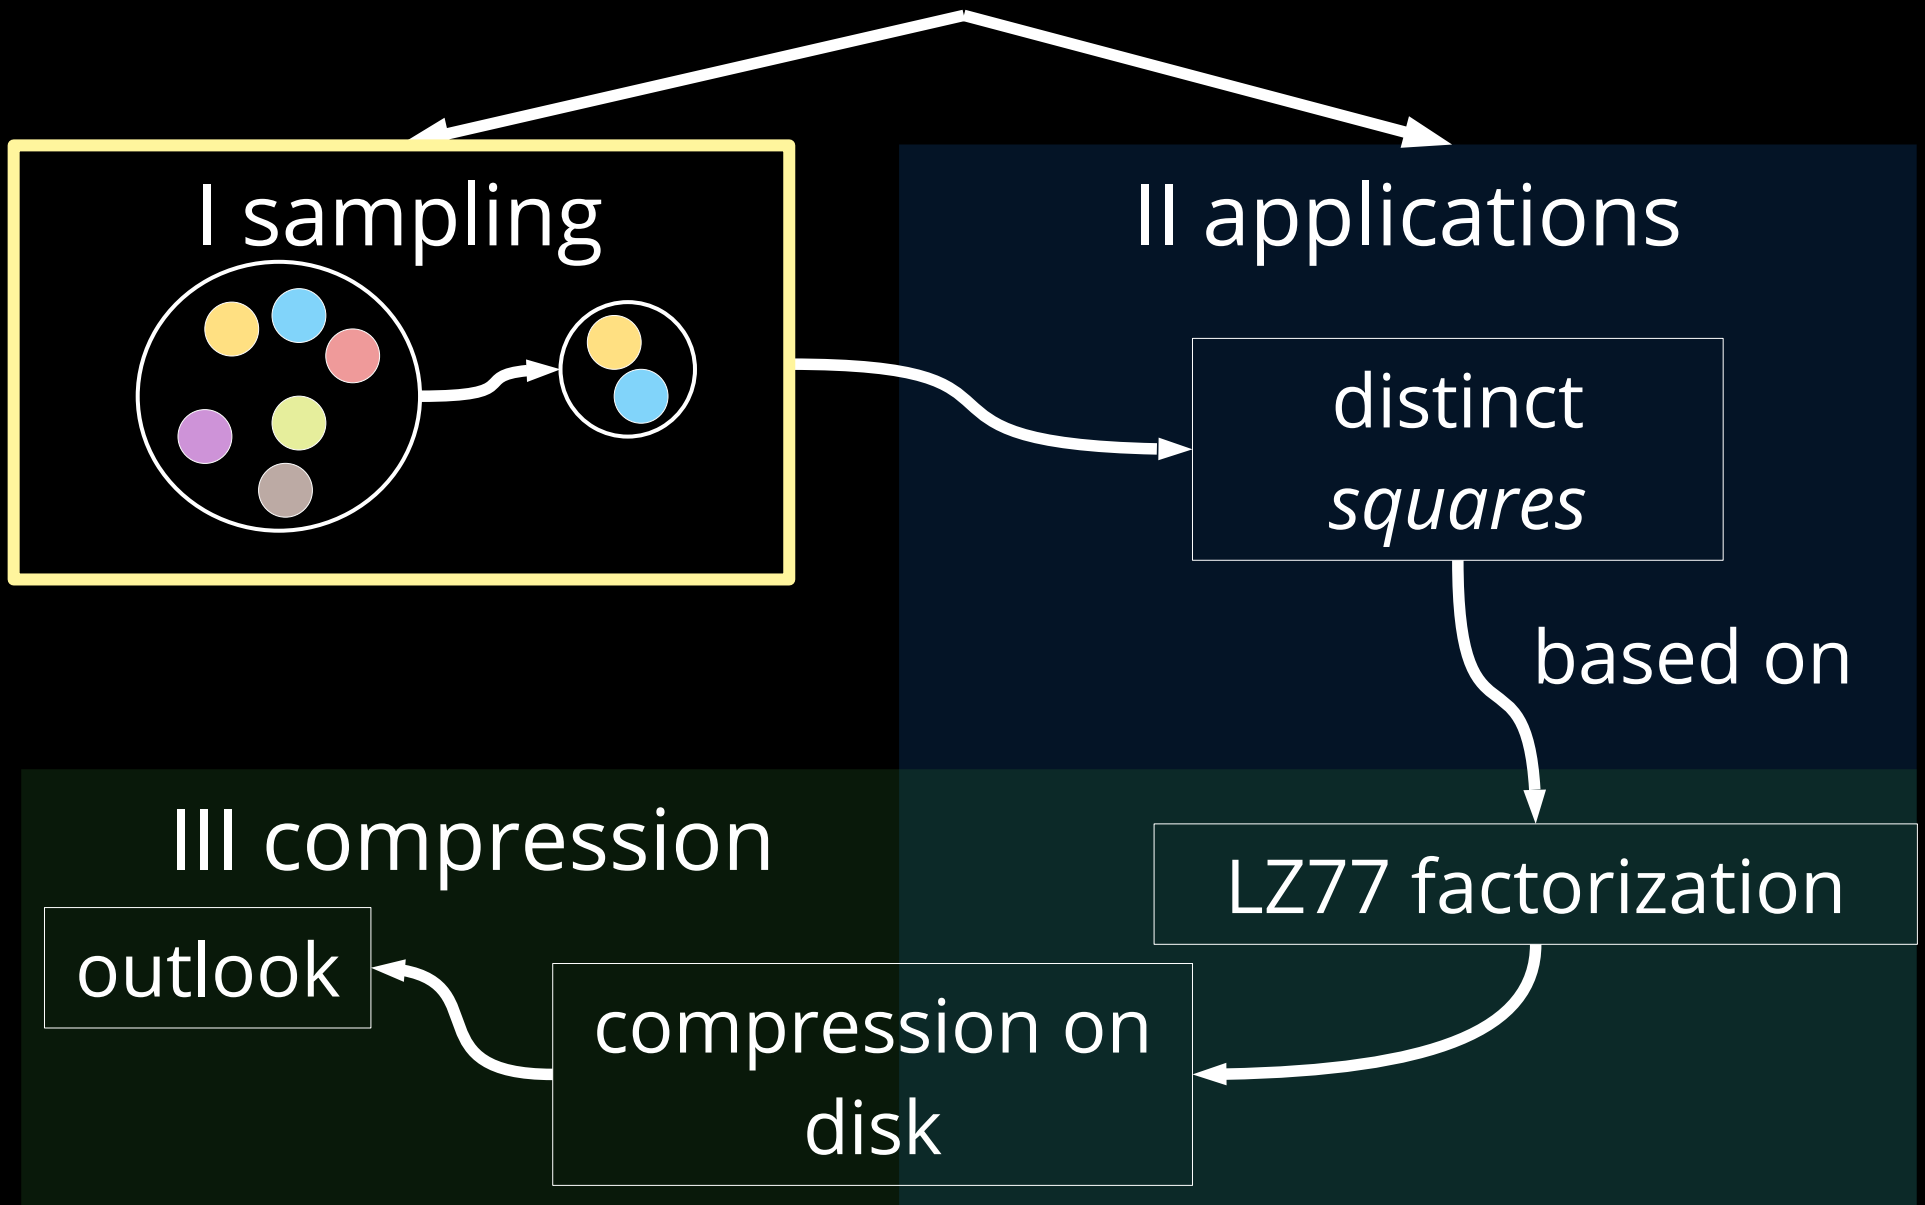 I sampling
II applications
distinct
squares
based on
III compression
LZ77 factorization
outlook
compression on
disk